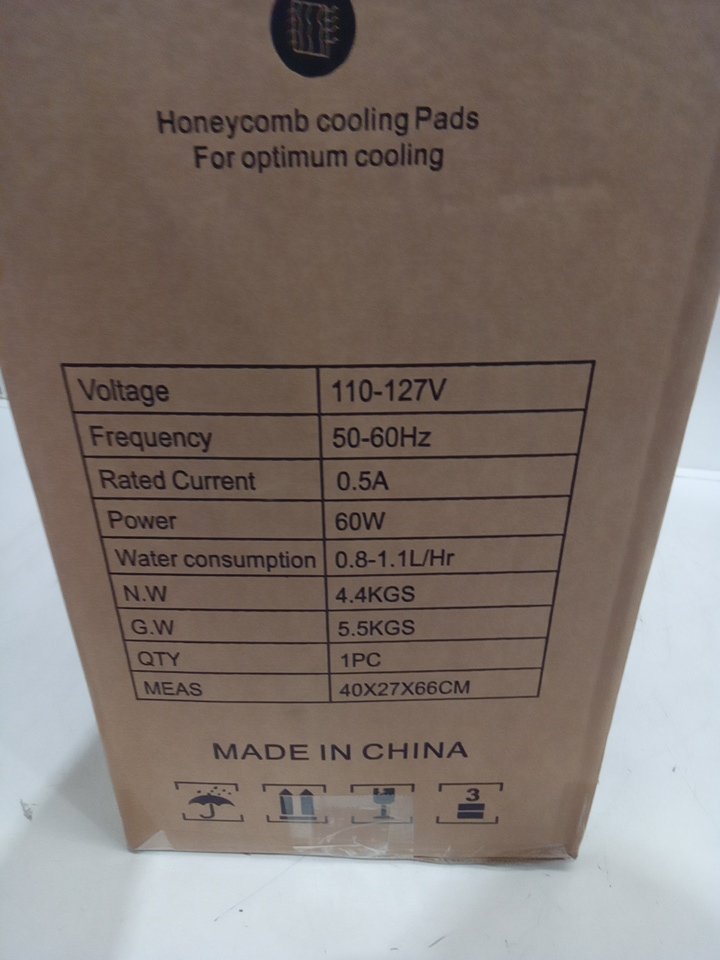 Honeycomb cooling Pads
For optimum cooling
Voltage 110-127V
Frequency 50-60Hz
Rated Current 0.5A
Power 60W
Water consumption 0.8-1.1L/Hr
N.W 4.4KGS
G.W 5.5KGS
QTY 1PC
MEAS 40X27X66CM
MADE IN CHINA
3